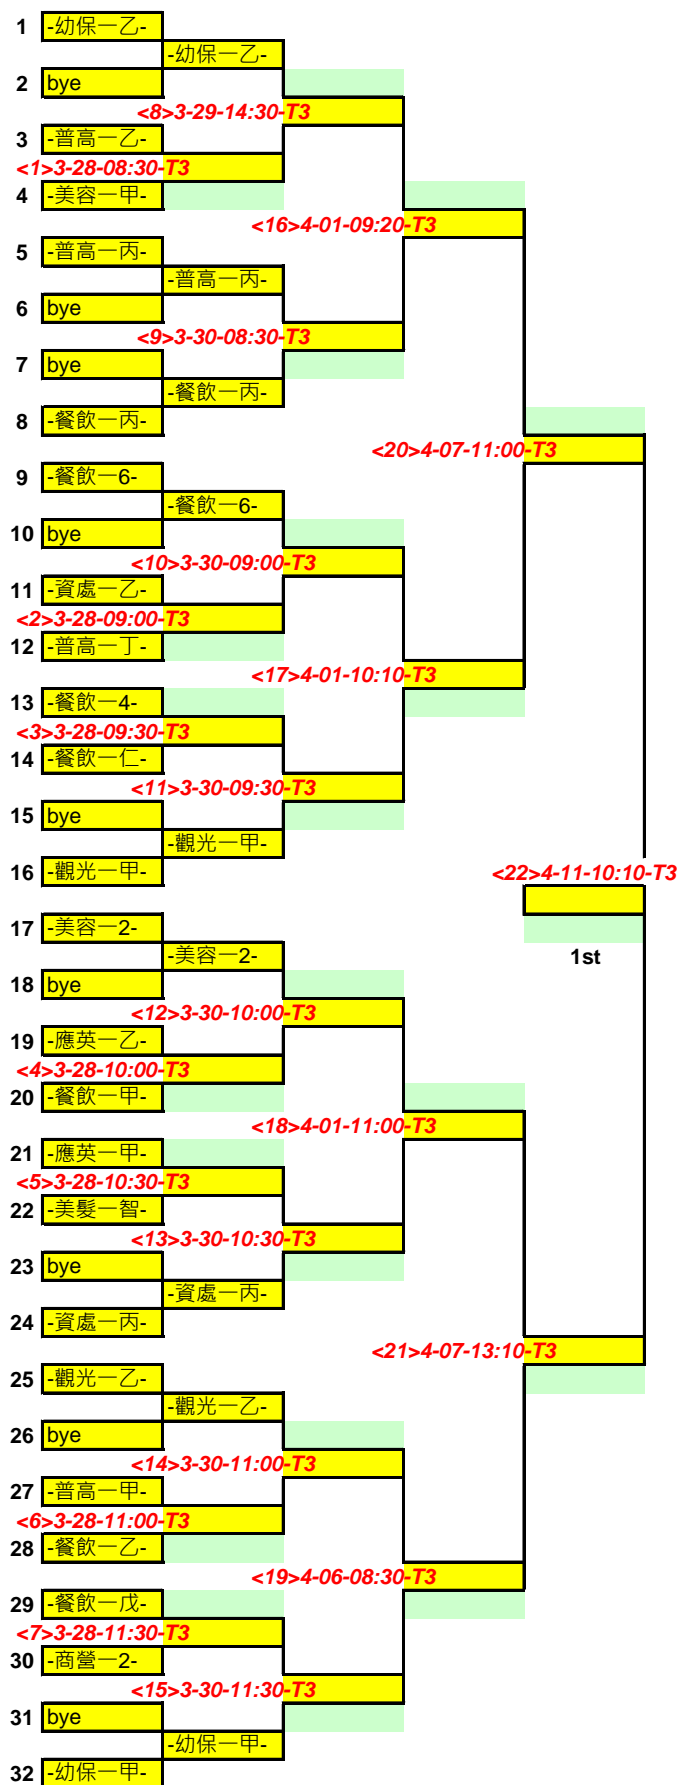 1 -幼保一乙-
-幼保一乙-
2 bye
<8>3-29-14:30-T3
3 -普高一乙-
<1>3-28-08:30-T3
4 -美容一甲-
<16>4-01-09:20-T3
5 -普高一丙-
-普高一丙-
6 bye
<9>3-30-08:30-T3
7 bye
-餐飲一丙-
8 -餐飲一丙-
<20>4-07-11:00-T3
9 -餐飲一6-
-餐飲一6-
10 bye
<10>3-30-09:00-T3
11 -資處一乙-
<2>3-28-09:00-T3
12 -普高一丁-
<17>4-01-10:10-T3
13 -餐飲一4-
<3>3-28-09:30-T3
14 -餐飲一仁-
<11>3-30-09:30-T3
15 bye
-觀光一甲-
16 -觀光一甲-
<22>4-11-10:10-T3
17 -美容一2-
-美容一2-
1st
18 bye
<12>3-30-10:00-T3
19 -應英一乙-
<4>3-28-10:00-T3
20 -餐飲一甲-
<18>4-01-11:00-T3
21 -應英一甲-
<5>3-28-10:30-T3
22 -美髮一智-
<13>3-30-10:30-T3
23 bye
-資處一丙-
24 -資處一丙-
<21>4-07-13:10-T3
25 -觀光一乙-
-觀光一乙-
26 bye
<14>3-30-11:00-T3
27 -普高一甲-
<6>3-28-11:00-T3
28 -餐飲一乙-
<19>4-06-08:30-T3
29 -餐飲一戊-
<7>3-28-11:30-T3
30 -商營一2-
<15>3-30-11:30-T3
31 bye
-幼保一甲-
32 -幼保一甲-